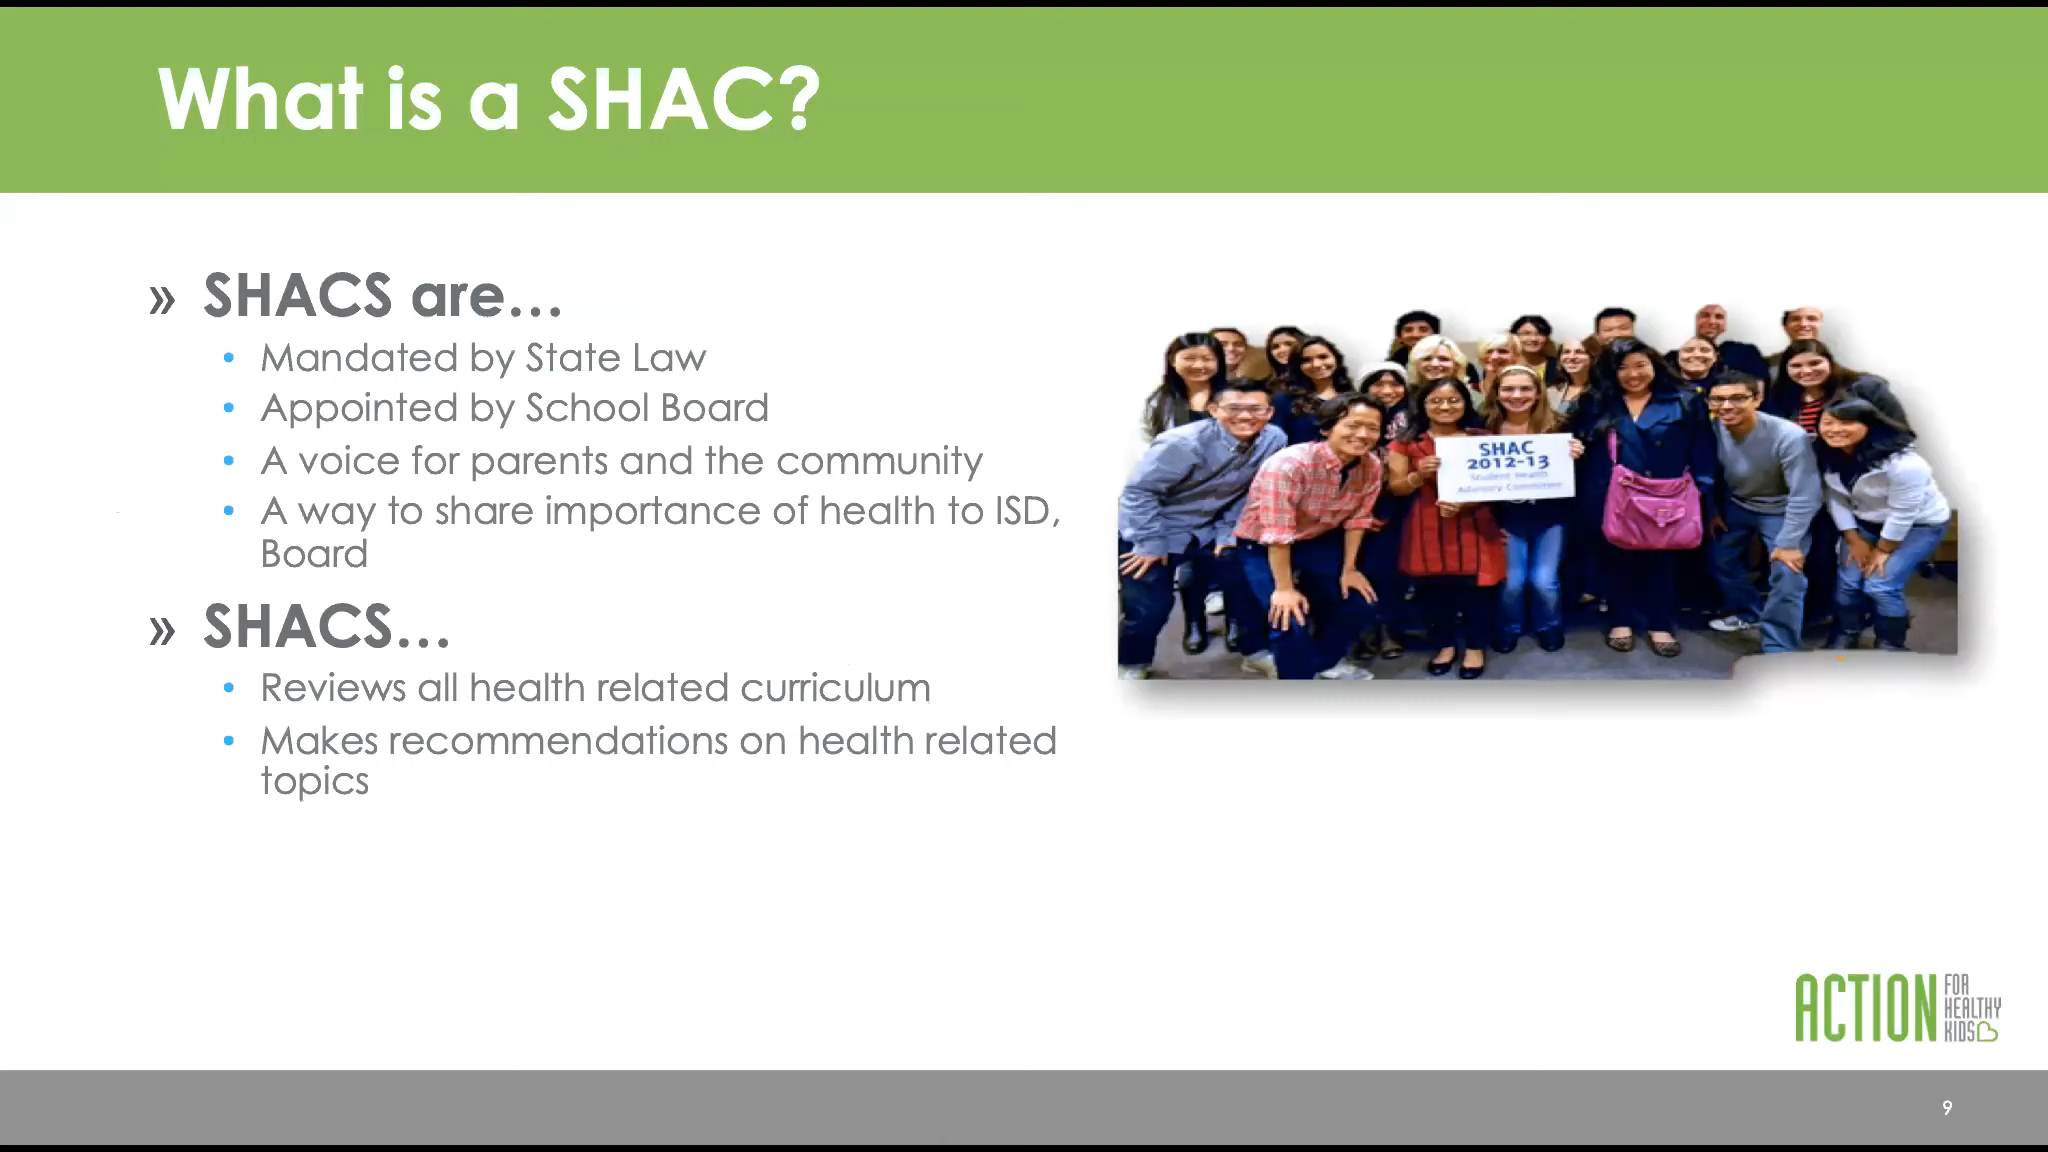 What is a SHAC?
» SHACS are...
• Mandated by State Law
• Appointed by School Board
• A voice for parents and the community
• A way to share importance of health to ISD,
Board
» SHACS...
• Reviews all health related curriculum
• Makes recommendations on health related
topics
SHAC
2012-13
Student Health
Advisory Committee
ACTION
FOR
HEALTHY
KIDS
9